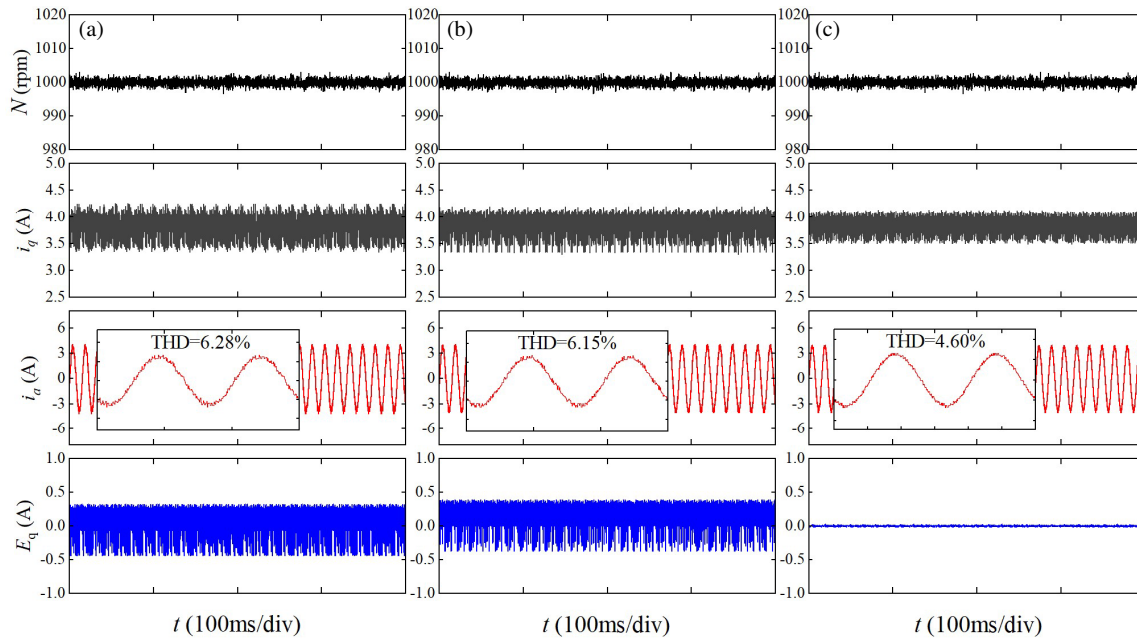 (a) (b) (c)
N (rpm)
1020 1020 1020
1010 1010 1010
1000 1000 1000
990 990 990
980 980 980
i_q (A)
5.0 5.0 5.0
4.5 4.5 4.5
4.0 4.0 4.0
3.5 3.5 3.5
3.0 3.0 3.0
2.5 2.5 2.5
i_a (A)
6 6 6
3 3 3
0 0 0
-3 -3 -3
-6 -6 -6
THD=6.28% THD=6.15% THD=4.60%
E_q (A)
1.0 1.0 1.0
0.5 0.5 0.5
0.0 0.0 0.0
-0.5 -0.5 -0.5
-1.0 -1.0 -1.0
t (100ms/div) t (100ms/div) t (100ms/div)